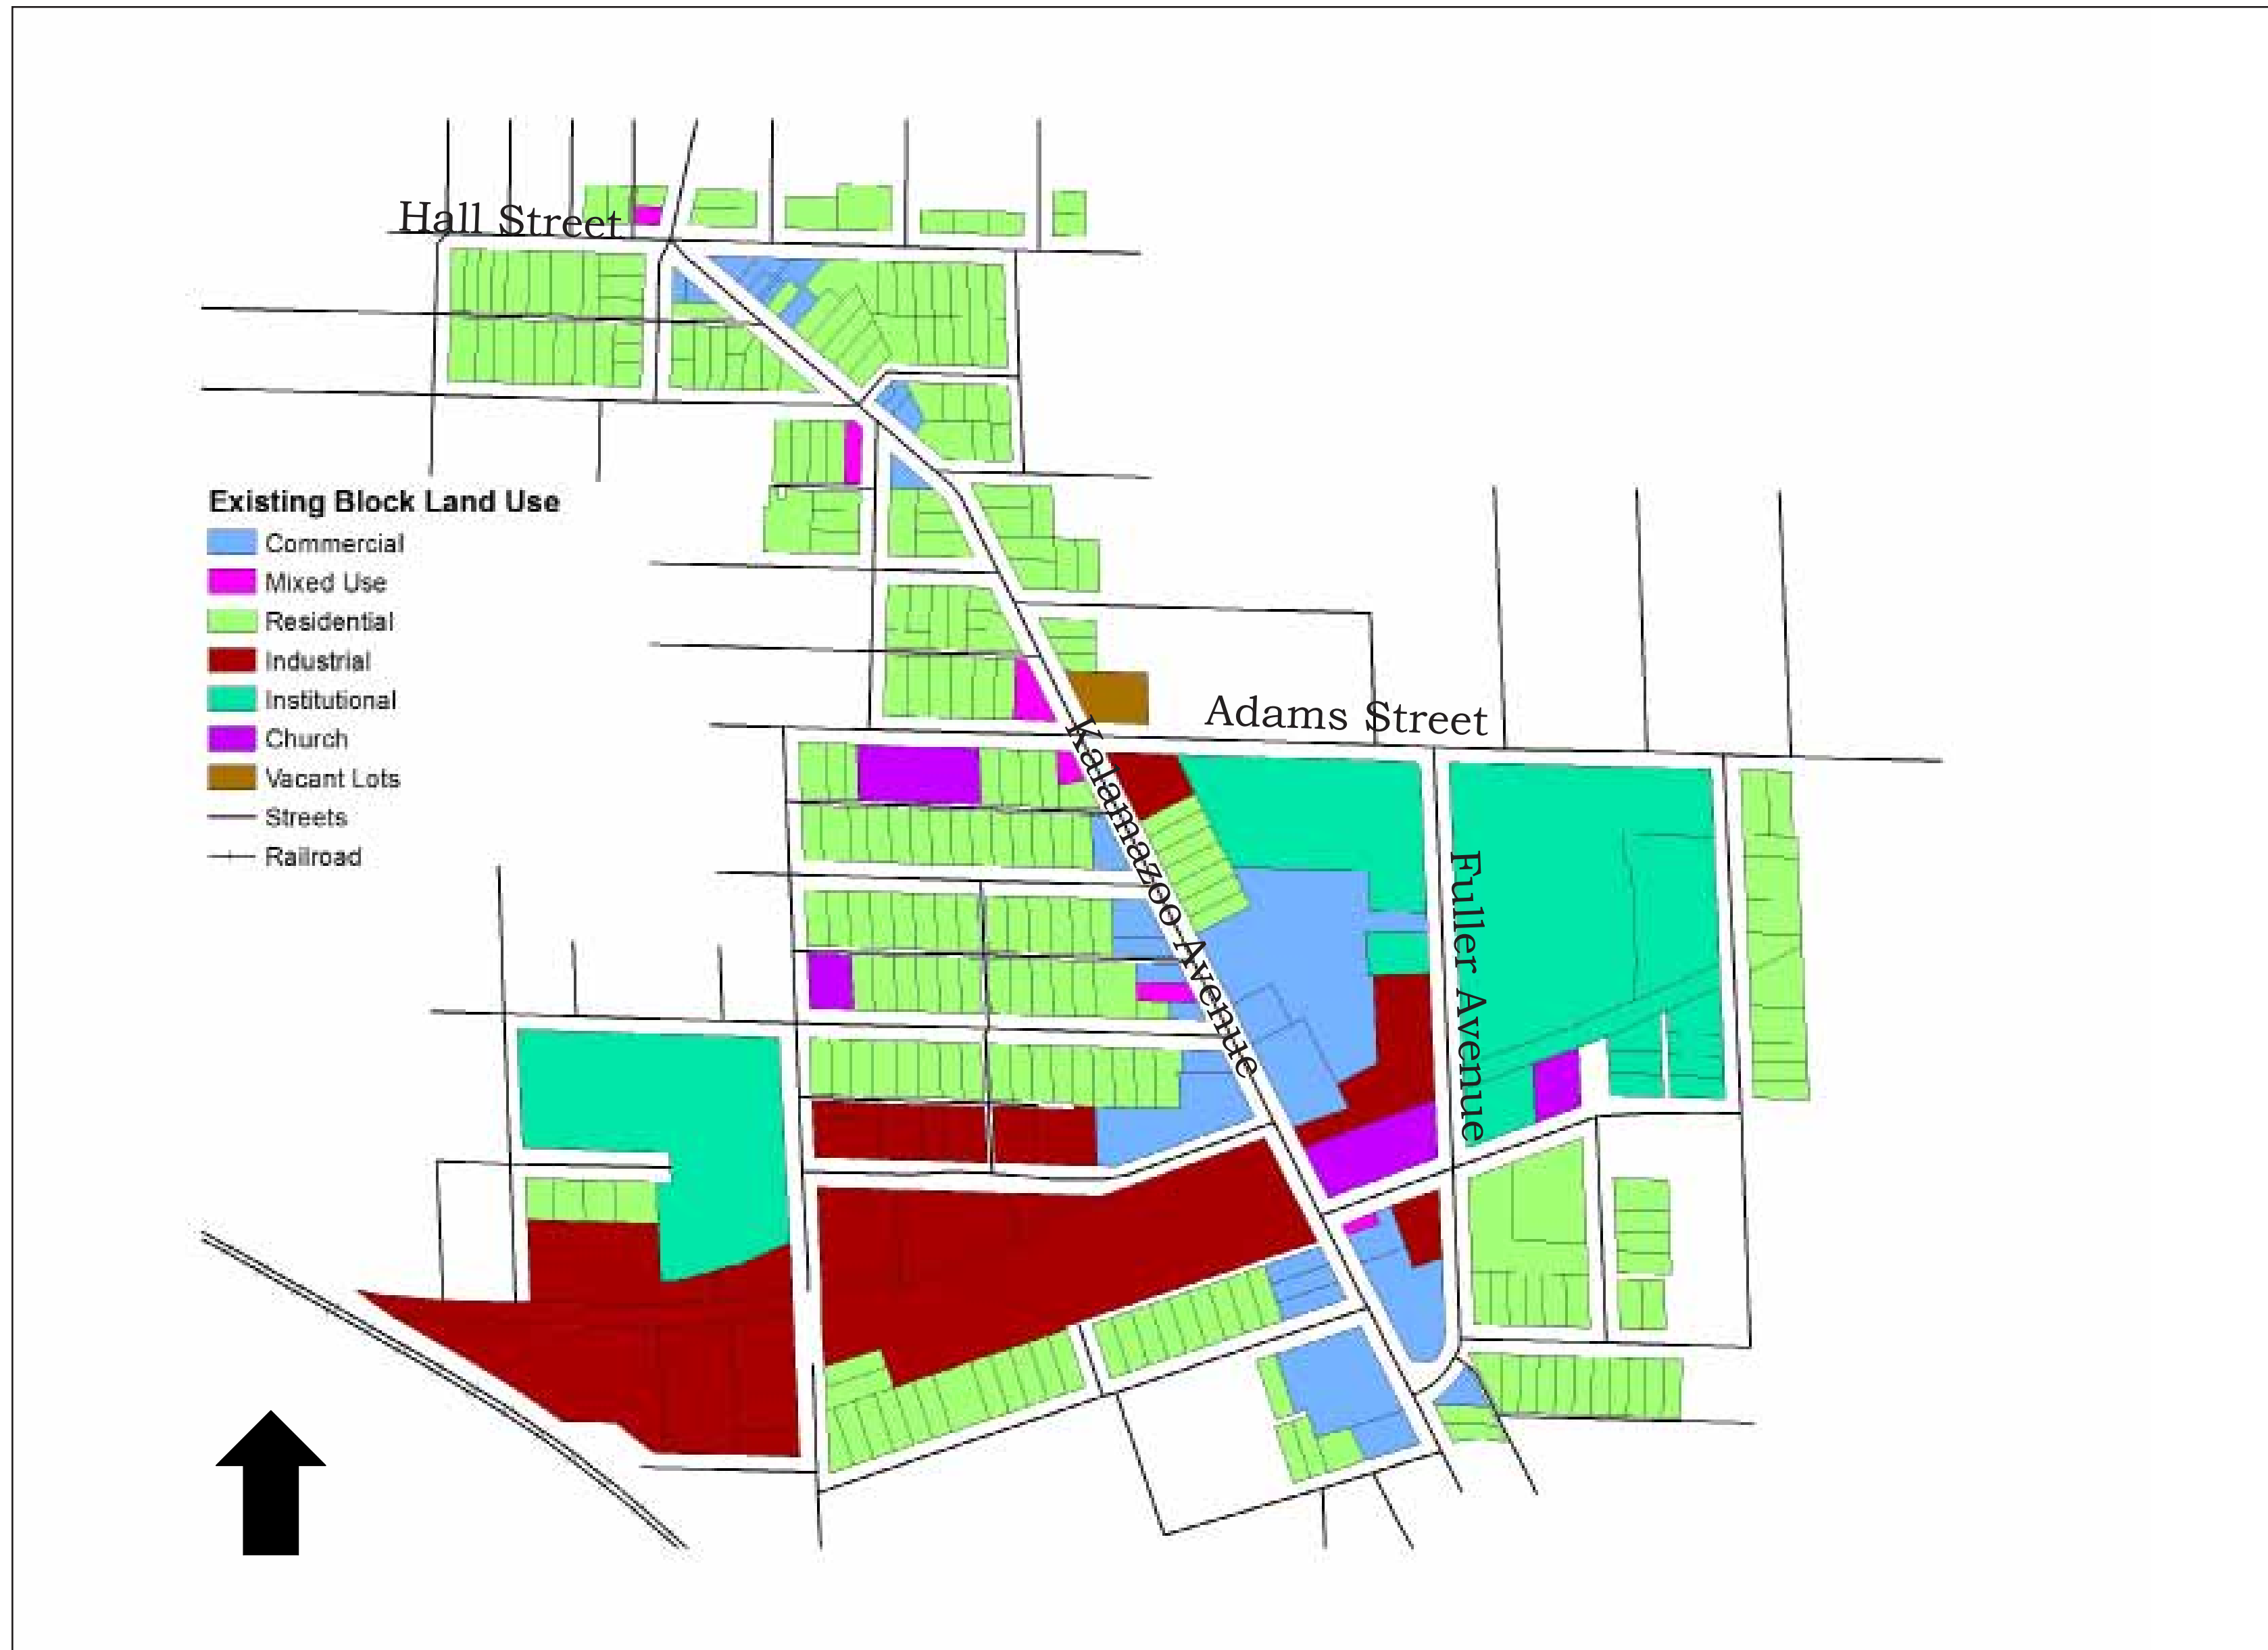 Hall Street
Existing Block Land Use
Commercial
Mixed Use
Residential
Industrial
Institutional
Church
Vacant Lots
Streets
Railroad
Adams Street
Kalamazoo Avenue
Fuller Avenue